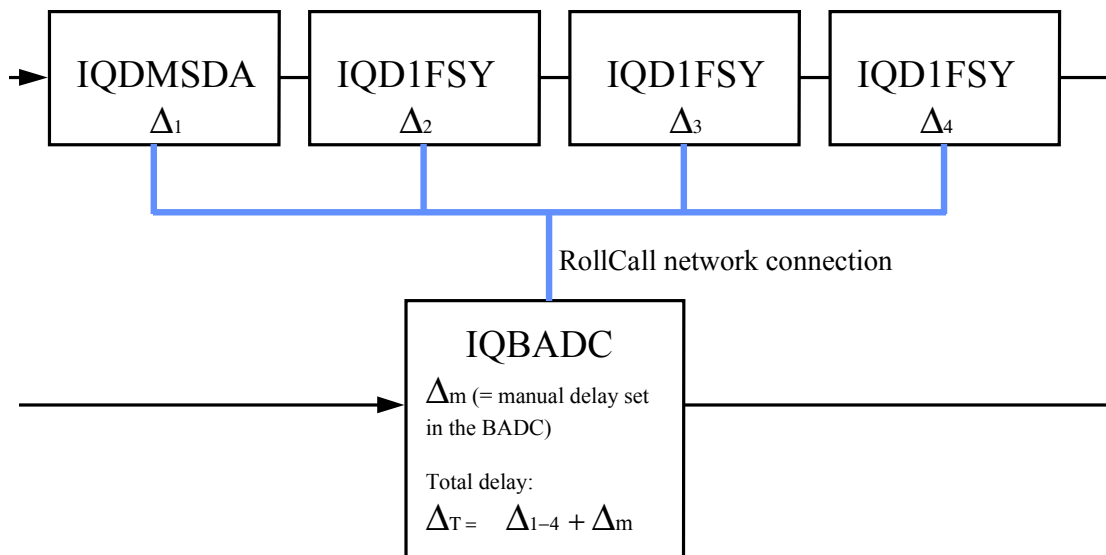 IQDMSDA
Δ1
IQD1FSY
Δ2
IQD1FSY
Δ3
IQD1FSY
Δ4
RollCall network connection
IQBADC
Δm (= manual delay set
in the BADC)
Total delay:
ΔT = Δ1–4 + Δm